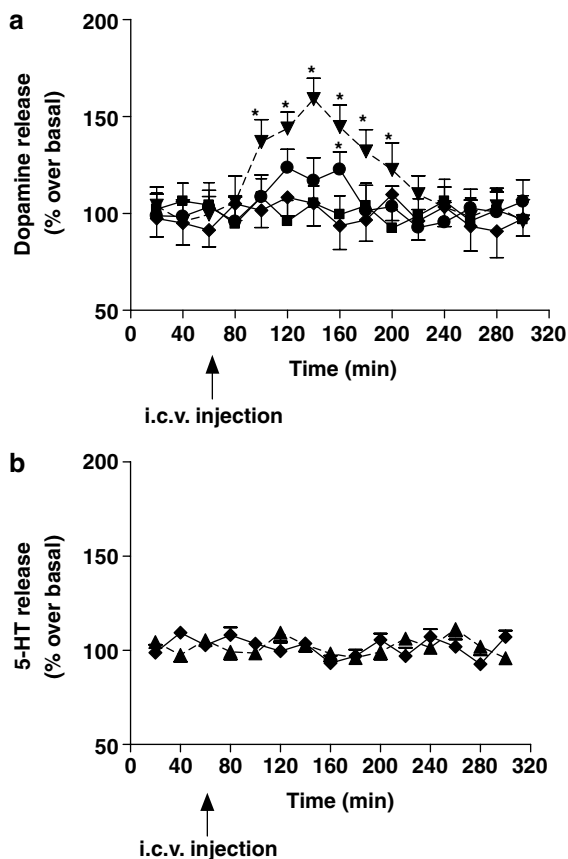 a
200
150
100
50
Dopamine release
(% over basal)
* * * * * * *
0 40 80 120 160 200 240 280 320
Time (min)
i.c.v. injection
b
200
150
100
50
5-HT release
(% over basal)
0 40 80 120 160 200 240 280 320
Time (min)
i.c.v. injection